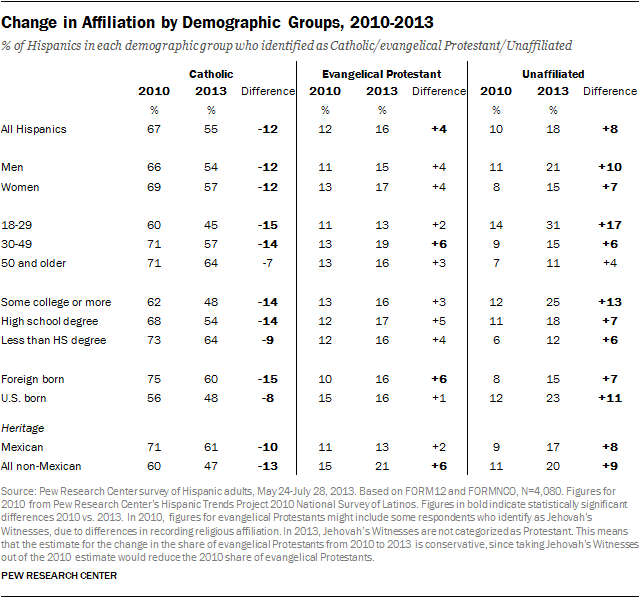 Change in Affiliation by Demographic Groups, 2010-2013
% of Hispanics in each demographic group who identified as Catholic/evangelical Protestant/Unaffiliated
Catholic Evangelical Protestant Unaffiliated
2010 2013 Difference 2010 2013 Difference 2010 2013 Difference
% % % % % %
All Hispanics 67 55 -12 12 16 +4 10 18 +8
Men 66 54 -12 11 15 +4 11 21 +10
Women 69 57 -12 13 17 +4 8 15 +7
18-29 60 45 -15 11 13 +2 14 31 +17
30-49 71 57 -14 13 19 +6 9 15 +6
50 and older 71 64 -7 13 16 +3 7 11 +4
Some college or more 62 48 -14 13 16 +3 12 25 +13
High school degree 68 54 -14 12 17 +5 11 18 +7
Less than HS degree 73 64 -9 12 16 +4 6 12 +6
Foreign born 75 60 -15 10 16 +6 8 15 +7
U.S. born 56 48 -8 15 16 +1 12 23 +11
Heritage
Mexican 71 61 -10 11 13 +2 9 17 +8
All non-Mexican 60 47 -13 15 21 +6 11 20 +9
Source: Pew Research Center survey of Hispanic adults, May 24-July 28, 2013. Based on FORM12 and FORMNCO, N=4,080. Figures for
2010 from Pew Research Center's Hispanic Trends Project 2010 National Survey of Latinos. Figures in bold indicate statistically significant
differences 2010 vs. 2013. In 2010, figures for evangelical Protestants might include some respondents who identify as Jehovah's
Witnesses, due to differences in recording religious affiliation. In 2013, Jehovah's Witnesses are not categorized as Protestant. This means
that the estimate for the change in the share of evangelical Protestants from 2010 to 2013 is conservative, since taking Jehovah's Witnesses
out of the 2010 estimate would reduce the 2010 share of evangelical Protestants.
PEW RESEARCH CENTER